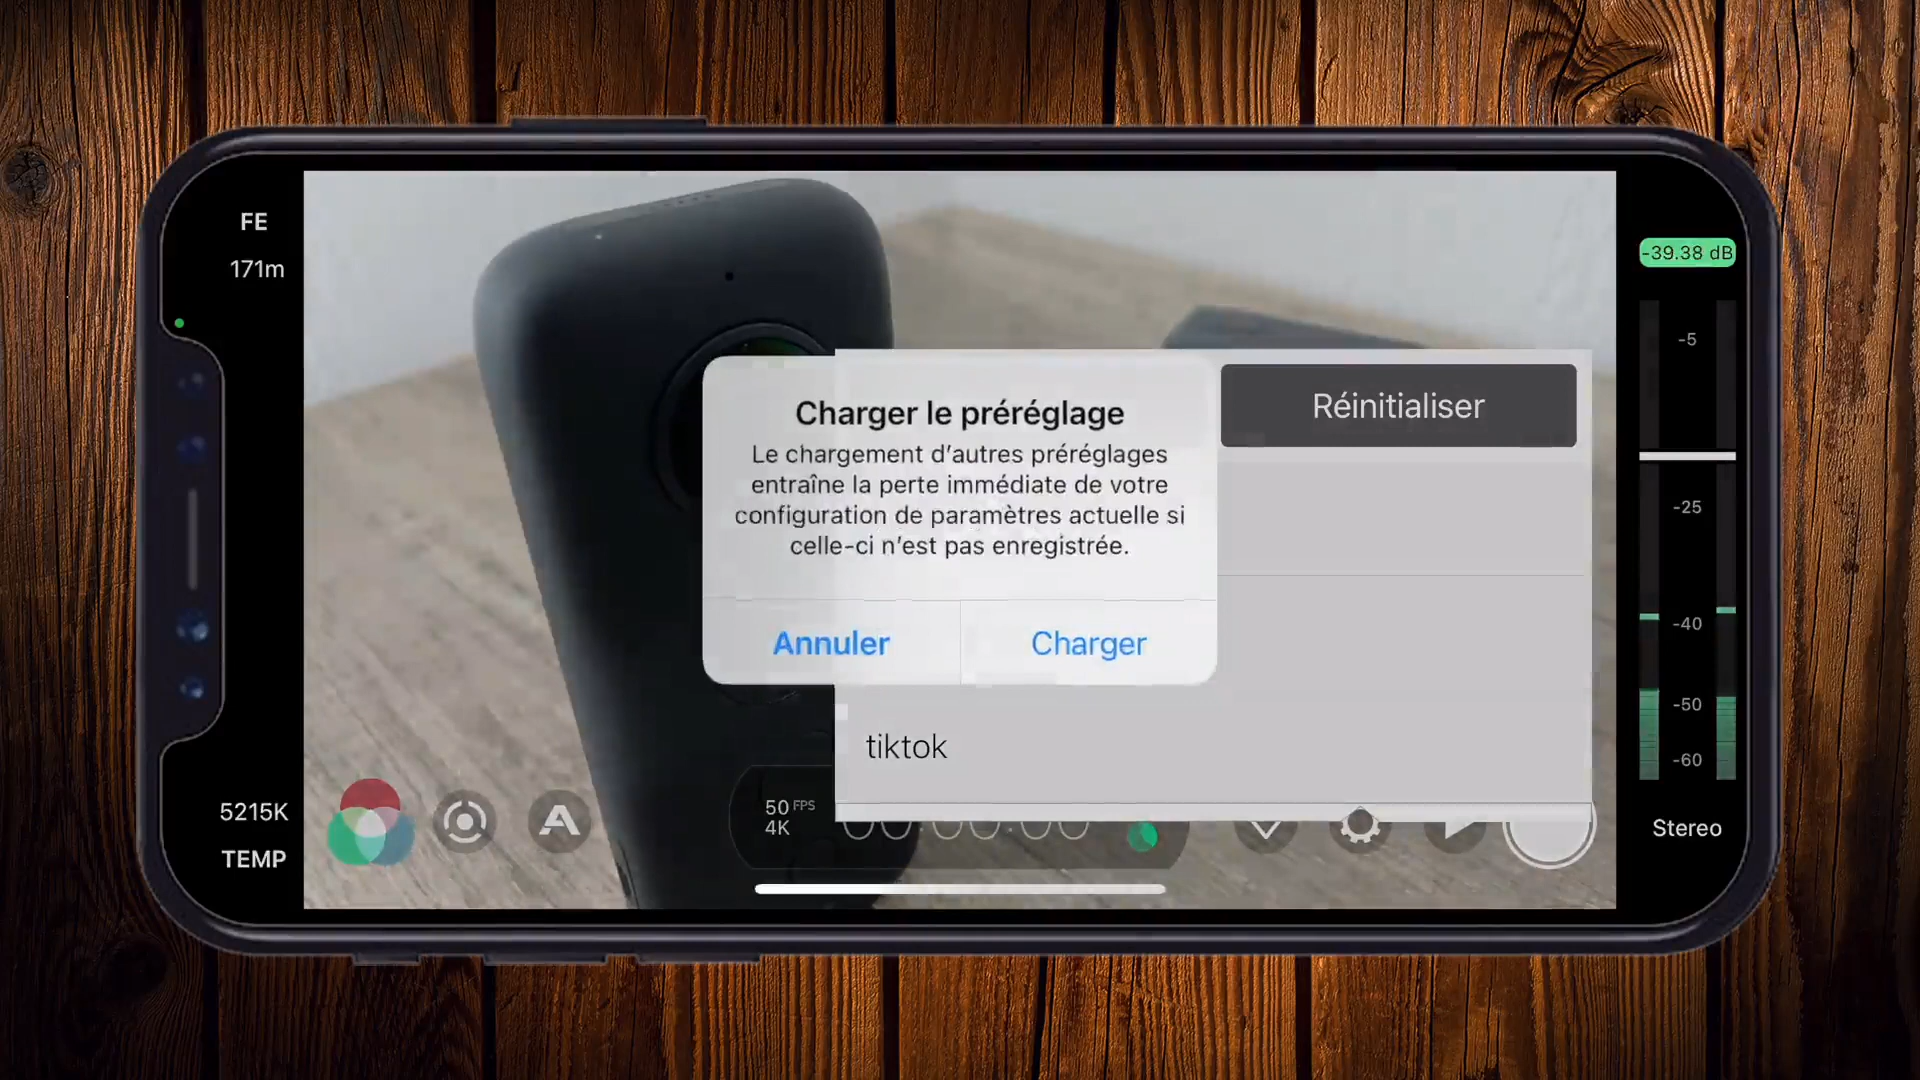 FE
171m
-39.38 dB
Charger le préréglage
Le chargement d’autres préréglages
entraîne la perte immédiate de votre
configuration de paramètres actuelle si
celle-ci n’est pas enregistrée.
Annuler
Charger
Réinitialiser
tiktok
-5
-25
-40
-50
-60
5215K
TEMP
50 FPS
4K
Stereo